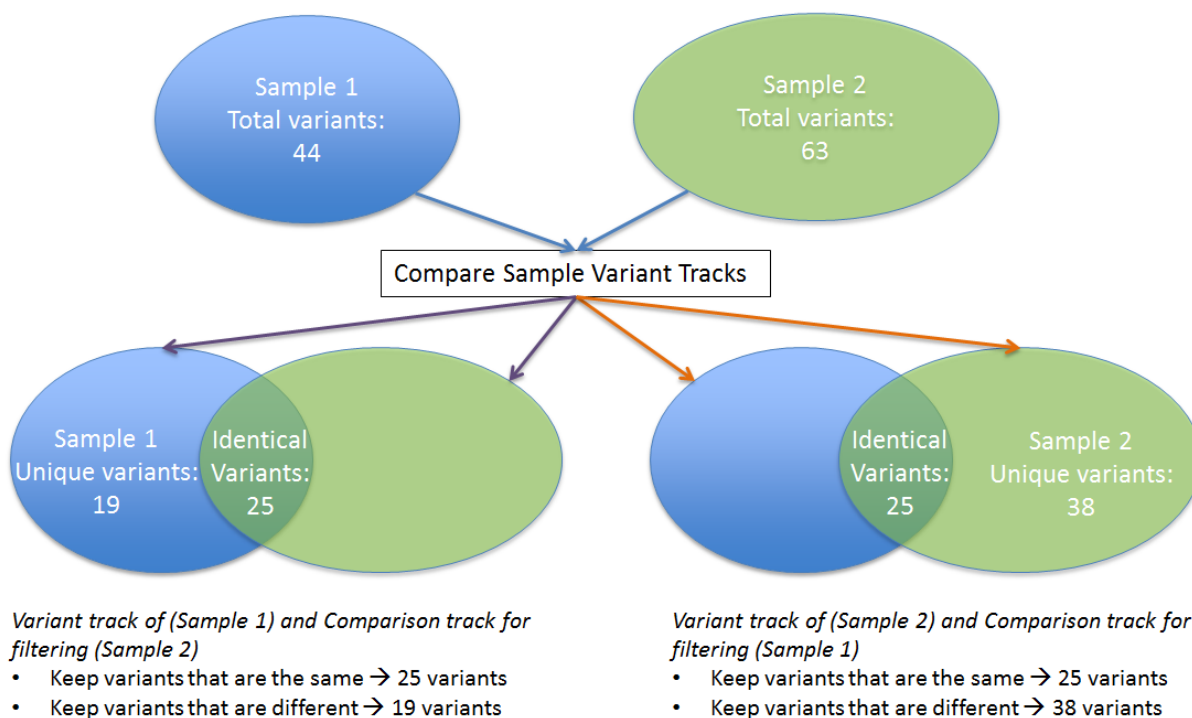 Sample 1
Total variants:
44
Sample 2
Total variants:
63
Compare Sample Variant Tracks
Sample 1
Unique variants:
19
Identical
Variants:
25
Identical
Variants:
25
Sample 2
Unique variants:
38
Variant track of (Sample 1) and Comparison track for
filtering (Sample 2)
• Keep variants that are the same → 25 variants
• Keep variants that are different → 19 variants
Variant track of (Sample 2) and Comparison track for
filtering (Sample 1)
• Keep variants that are the same → 25 variants
• Keep variants that are different → 38 variants